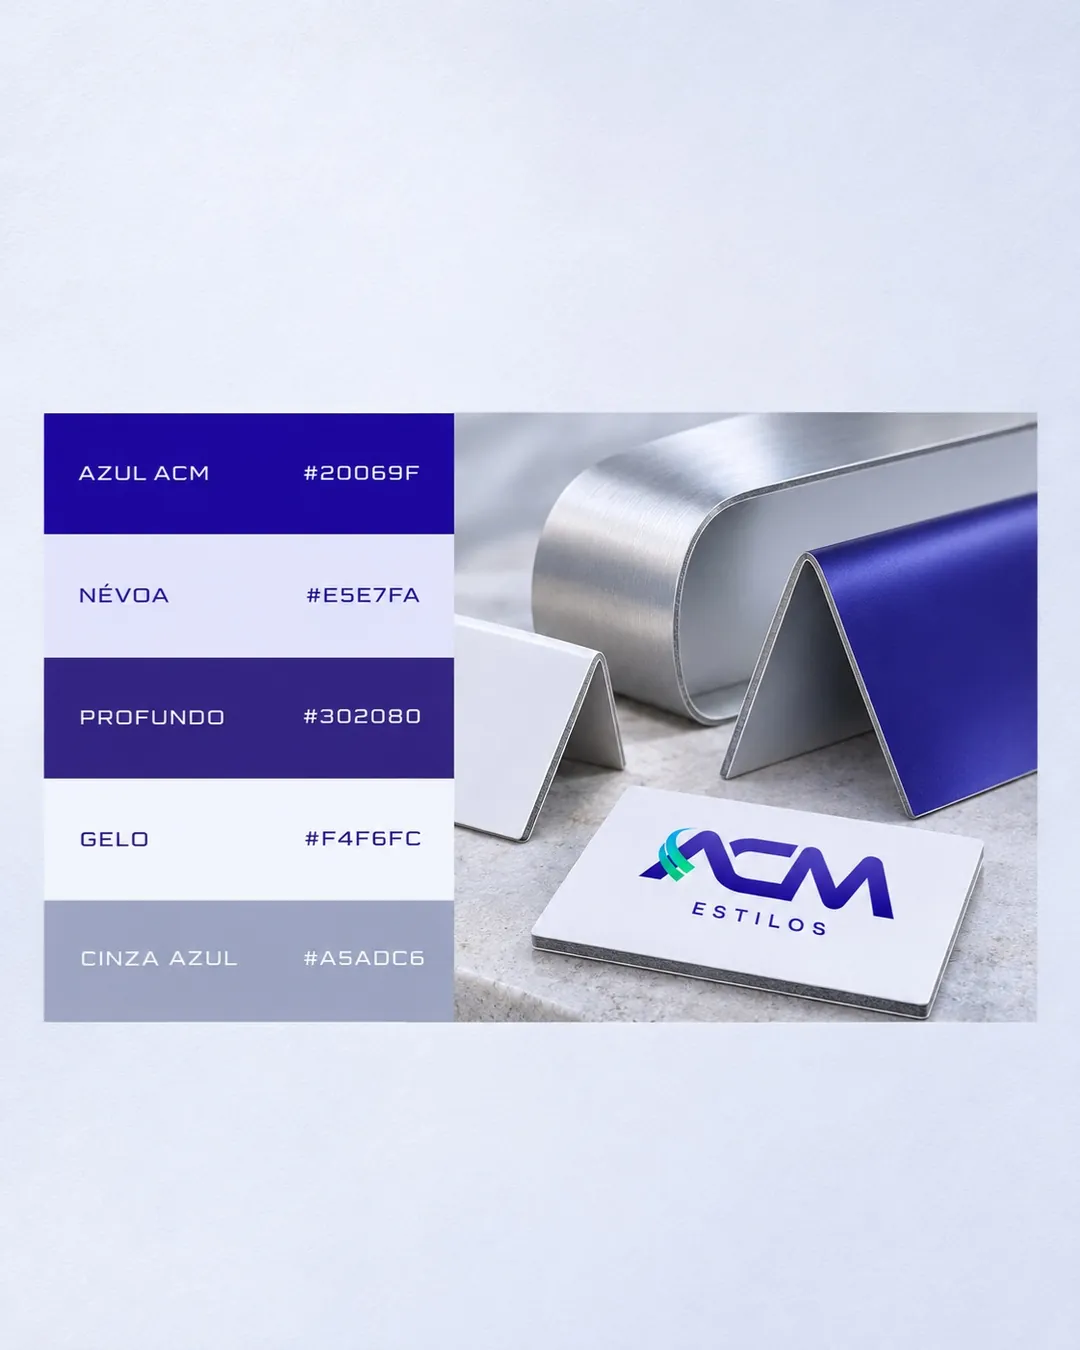 AZUL ACM #20069F
NÉVOA #E5E7FA
PROFUNDO #302080
GELO #F4F6FC
CINZA AZUL #A5ADC6
ACM
ESTILOS